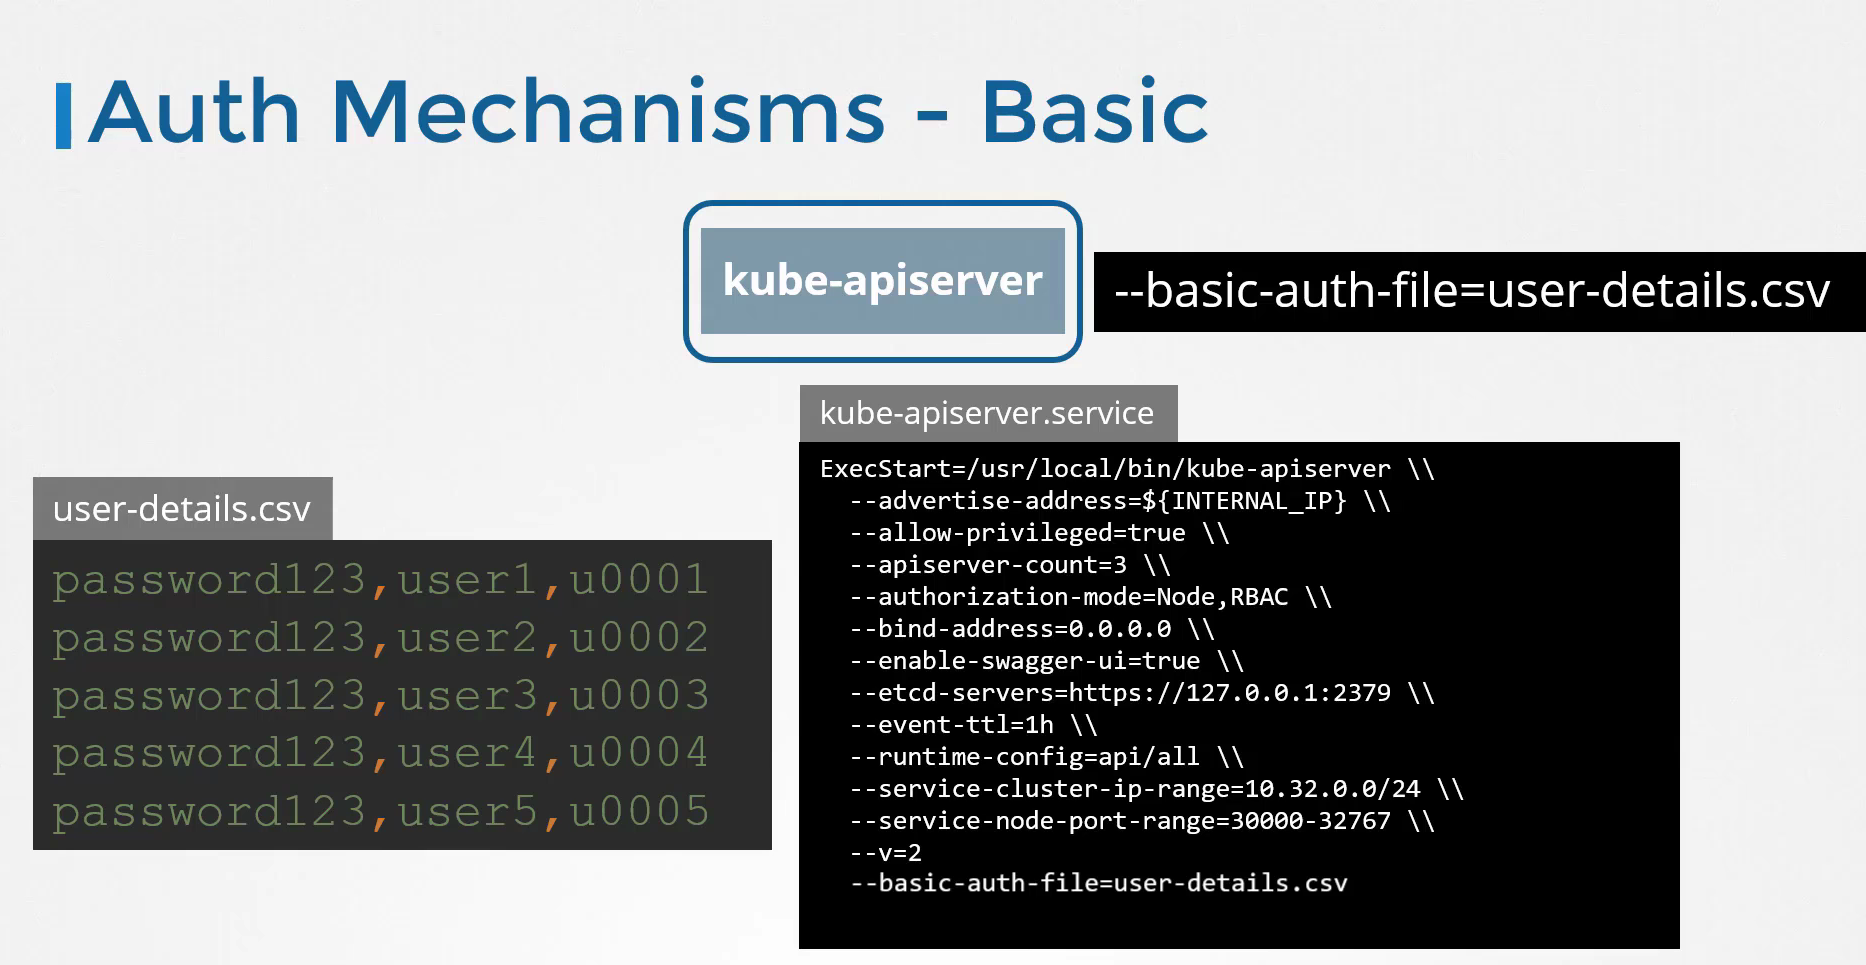 Auth Mechanisms - Basic
kube-apiserver
--basic-auth-file=user-details.csv
user-details.csv
password123,user1,u0001
password123,user2,u0002
password123,user3,u0003
password123,user4,u0004
password123,user5,u0005
kube-apiserver.service
ExecStart=/usr/local/bin/kube-apiserver \\
--advertise-address=${INTERNAL_IP} \\
--allow-privileged=true \\
--apiserver-count=3 \\
--authorization-mode=Node,RBAC \\
--bind-address=0.0.0.0 \\
--enable-swagger-ui=true \\
--etcd-servers=https://127.0.0.1:2379 \\
--event-ttl=1h \\
--runtime-config=api/all \\
--service-cluster-ip-range=10.32.0.0/24 \\
--service-node-port-range=30000-32767 \\
--v=2
--basic-auth-file=user-details.csv